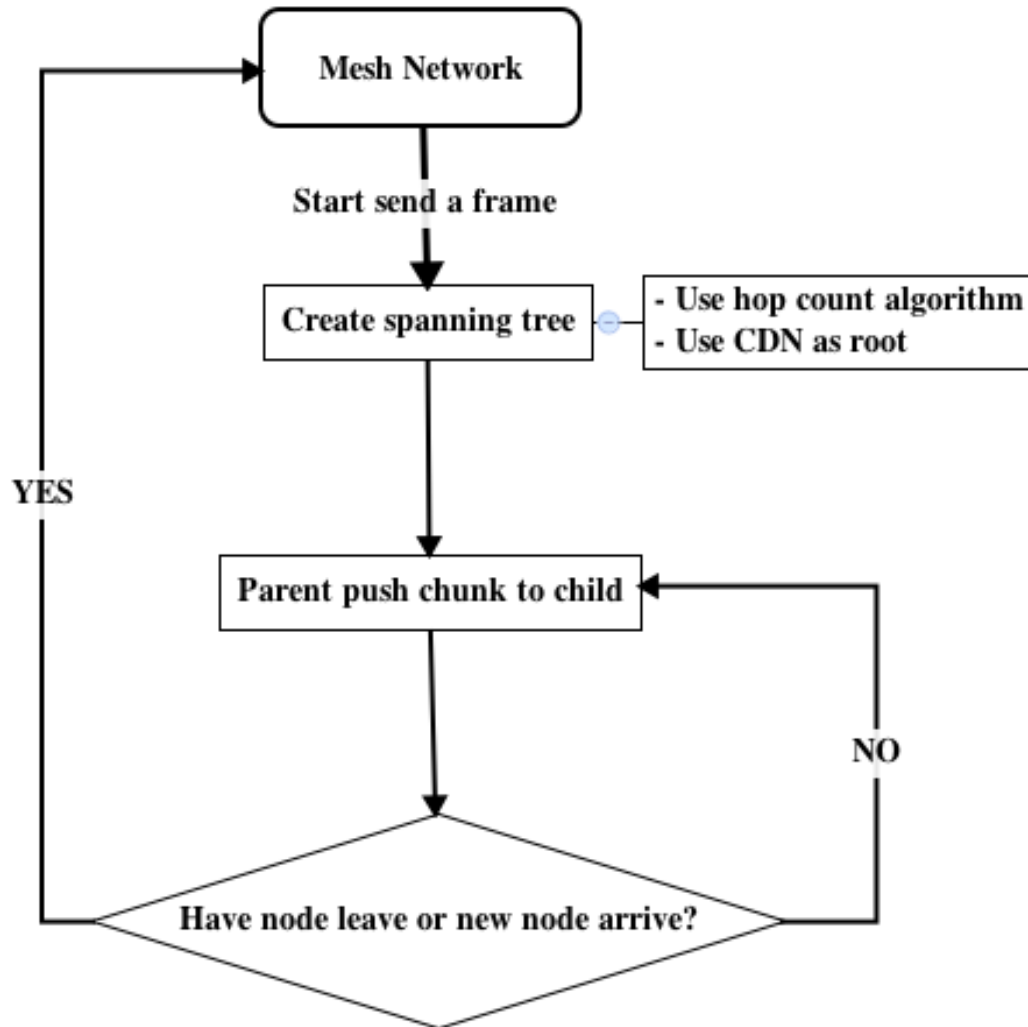 Mesh Network
Start send a frame
Create spanning tree
- Use hop count algorithm
- Use CDN as root
YES
Parent push chunk to child
NO
Have node leave or new node arrive?